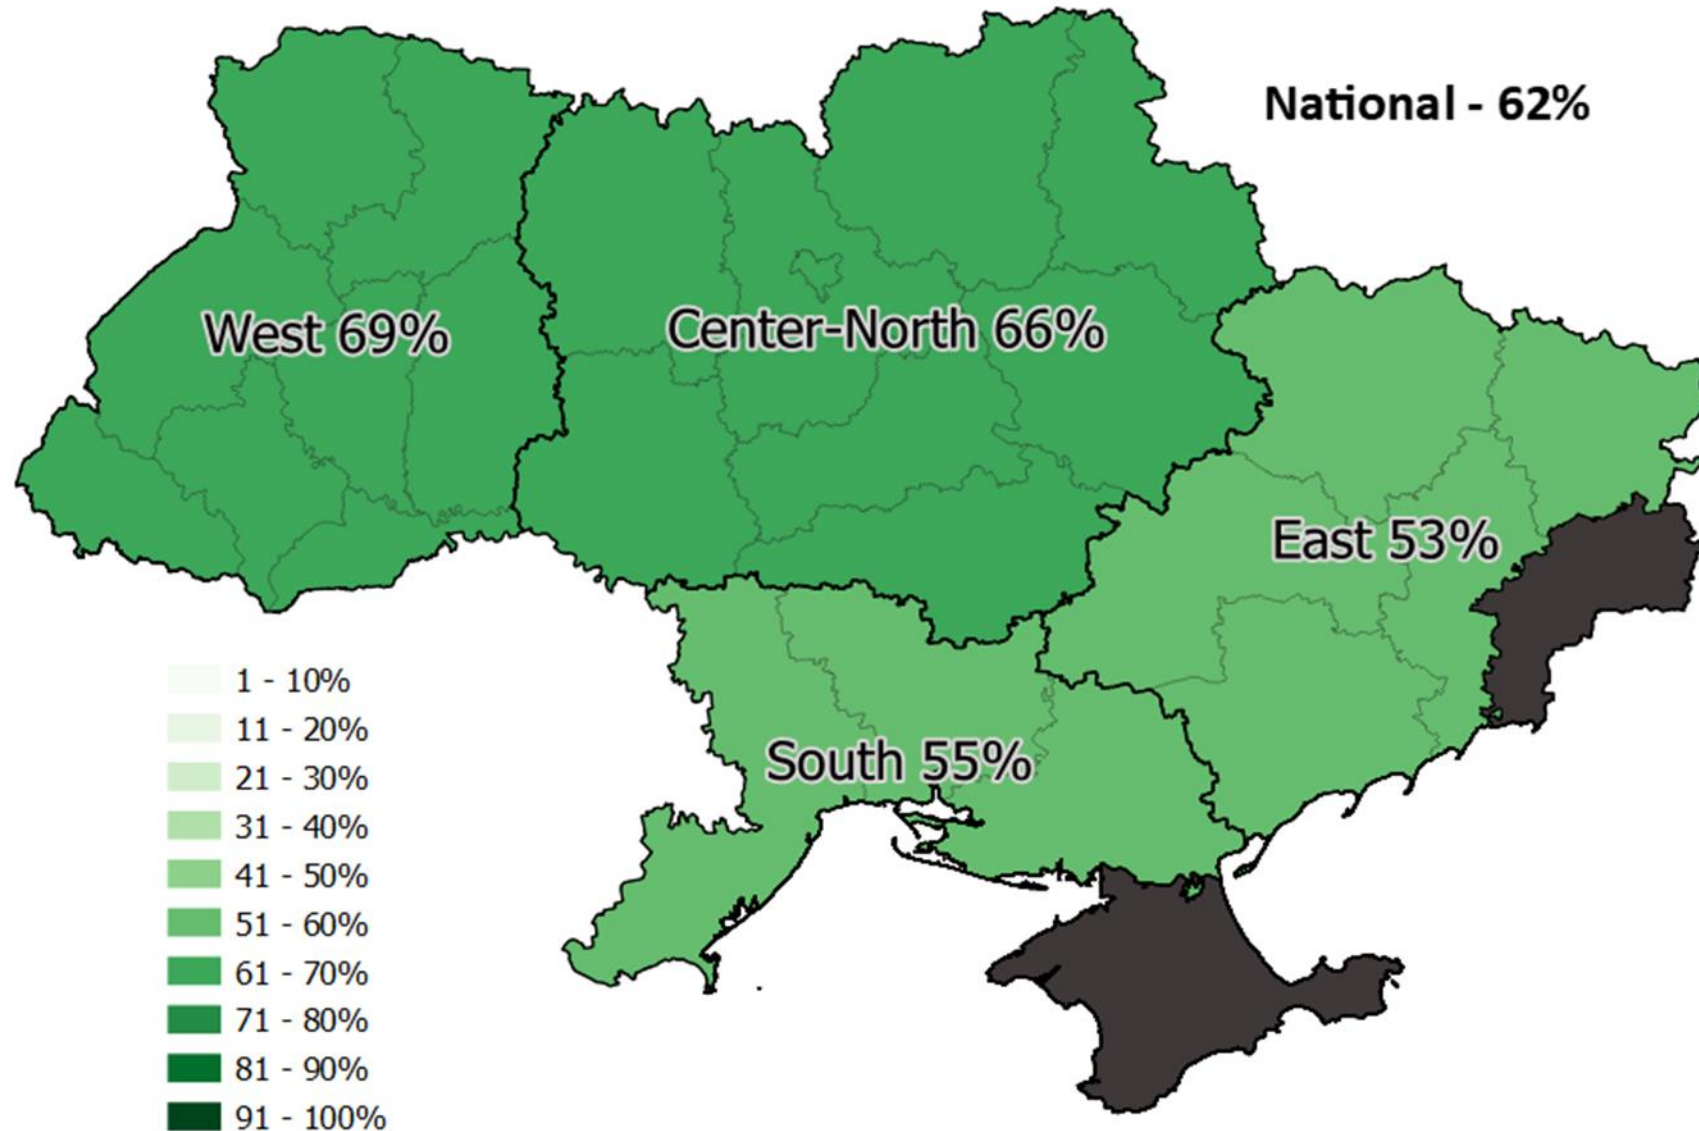 National - 62%
West 69%
Center-North 66%
East 53%
South 55%
1 - 10%
11 - 20%
21 - 30%
31 - 40%
41 - 50%
51 - 60%
61 - 70%
71 - 80%
81 - 90%
91 - 100%